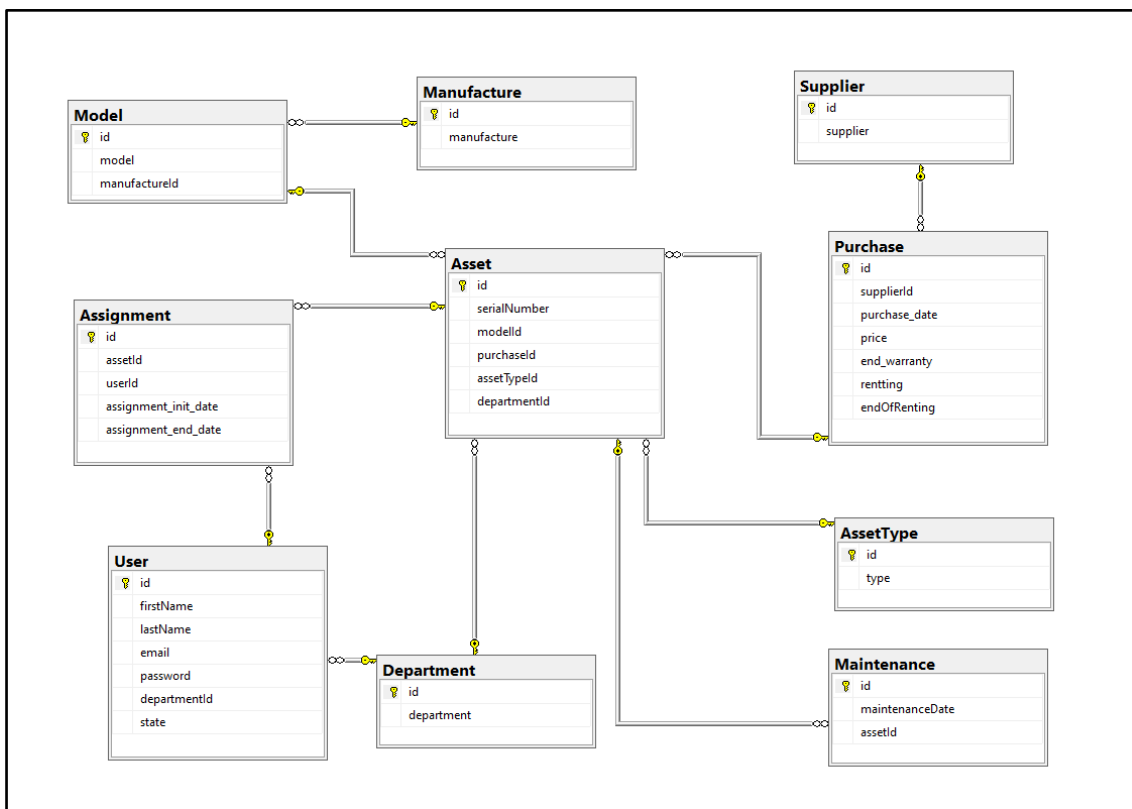 Model
id
model
manufactureId
Manufacture
id
manufacture
Supplier
id
supplier
Assignment
id
assetId
userId
assignment_init_date
assignment_end_date
Asset
id
serialNumber
modelId
purchaseId
assetTypeId
departmentId
Purchase
id
supplierId
purchase_date
price
end_warranty
rentting
endOfRenting
User
id
firstName
lastName
email
password
departmentId
state
Department
id
department
AssetType
id
type
Maintenance
id
maintenanceDate
assetId